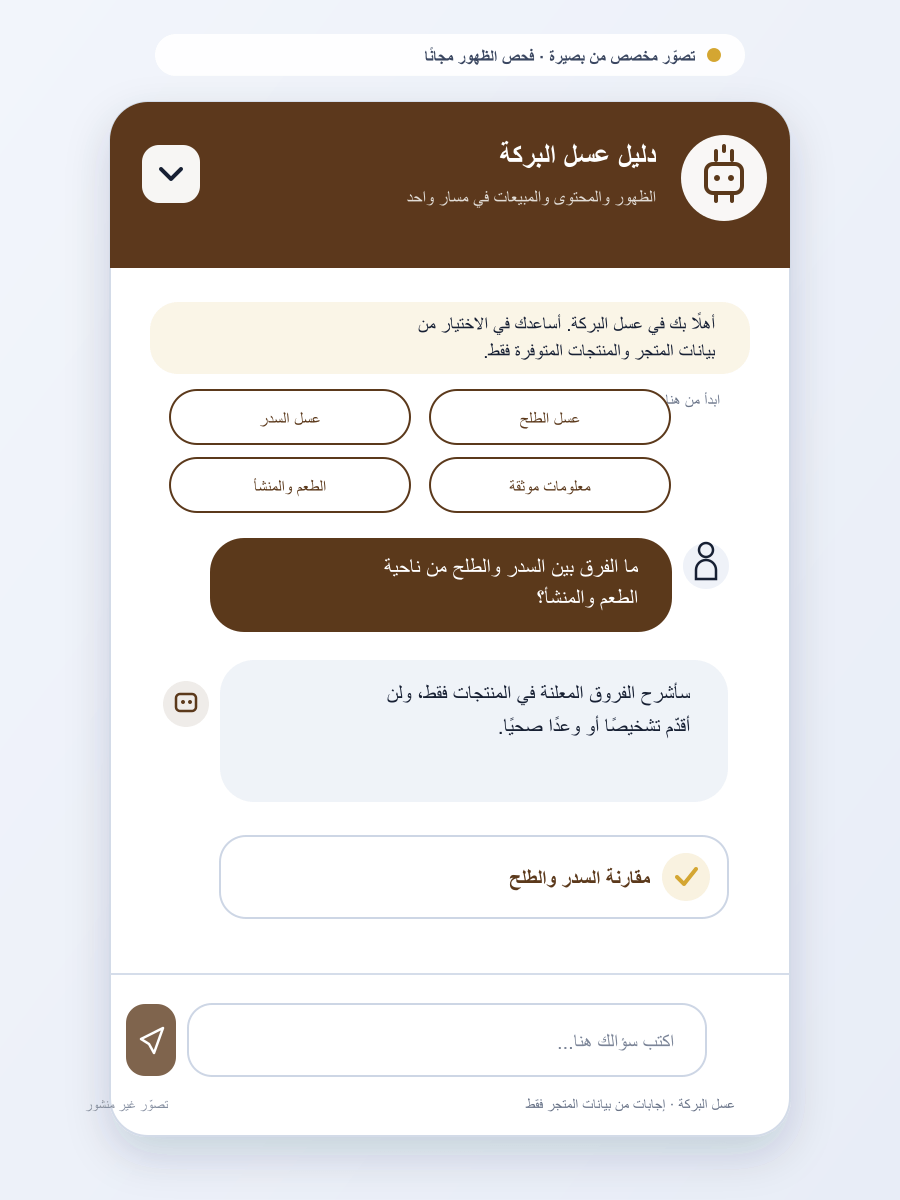 تصوّر مخصص من بصيرة · فحص الظهور مجانًا
دليل عسل البركة
الظهور والمحتوى والمبيعات في مسار واحد
أهلًا بك في عسل البركة. أساعدك في الاختيار من
بيانات المتجر والمنتجات المتوفرة فقط.
ابدأ من هنا
عسل الطلح
عسل السدر
معلومات موثقة
الطعم والمنشأ
ما الفرق بين السدر والطلح من ناحية
الطعم والمنشأ؟
سأشرح الفروق المعلنة في المنتجات فقط، ولن
أقدّم تشخيصًا أو وعدًا صحيًا.
مقارنة السدر والطلح
اكتب سؤالك هنا...
عسل البركة · إجابات من بيانات المتجر فقط
تصوّر غير منشور